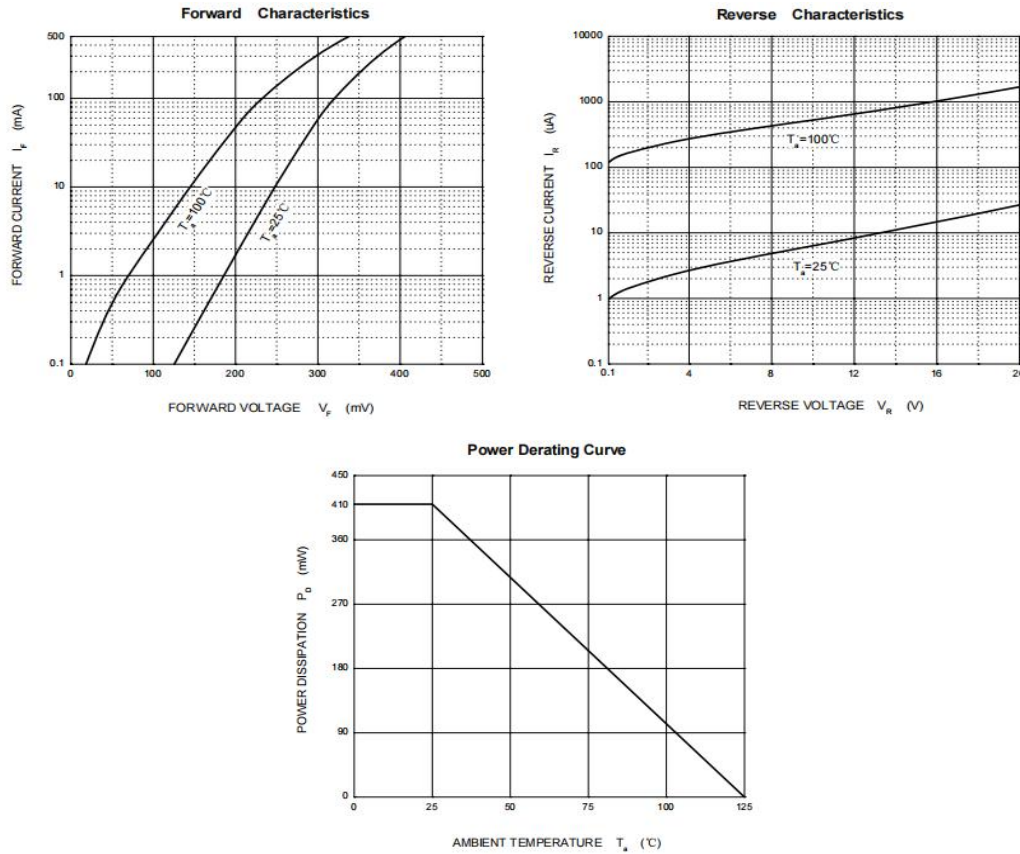 Forward Characteristics
500
100
10
1
0.1
FORWARD CURRENT I_F (mA)
Ta=100℃
Ta=25℃
0
100
200
300
400
500
FORWARD VOLTAGE V_F (mV)
Reverse Characteristics
10000
1000
100
10
1
0.1
REVERSE CURRENT I_R (uA)
Ta=100℃
Ta=25℃
0.1
4
8
12
16
20
REVERSE VOLTAGE V_R (V)
Power Derating Curve
450
410
360
270
180
90
0
POWER DISSIPATION P_D (mW)
0
25
50
75
100
125
AMBIENT TEMPERATURE T_a (℃)